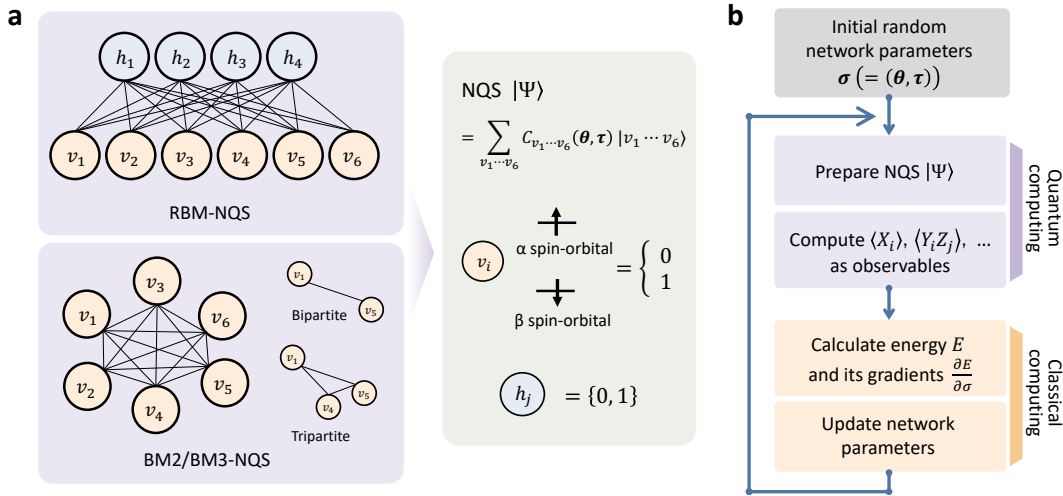 a
h₁ h₂ h₃ h₄
v₁ v₂ v₃ v₄ v₅ v₆
RBM-NQS
v₃
v₁
v₆
v₂
v₅
v₄
v₁
v₅
Bipartite
v₁
v₄
v₅
Tripartite
BM2/BM3-NQS
NQS |Ψ⟩
= ∑ C_{v₁⋯v₆}(θ, τ) |v₁ ⋯ v₆⟩
v₁⋯v₆
α spin-orbital
vᵢ = { 0 1
β spin-orbital
hⱼ = {0, 1}
b
Initial random
network parameters
σ (= (θ, τ))
Prepare NQS |Ψ⟩
Compute ⟨Xᵢ⟩, ⟨YᵢZⱼ⟩, ...
as observables
Quantum
computing
Calculate energy E
and its gradients ∂E/∂σ
Update network
parameters
Classical
computing